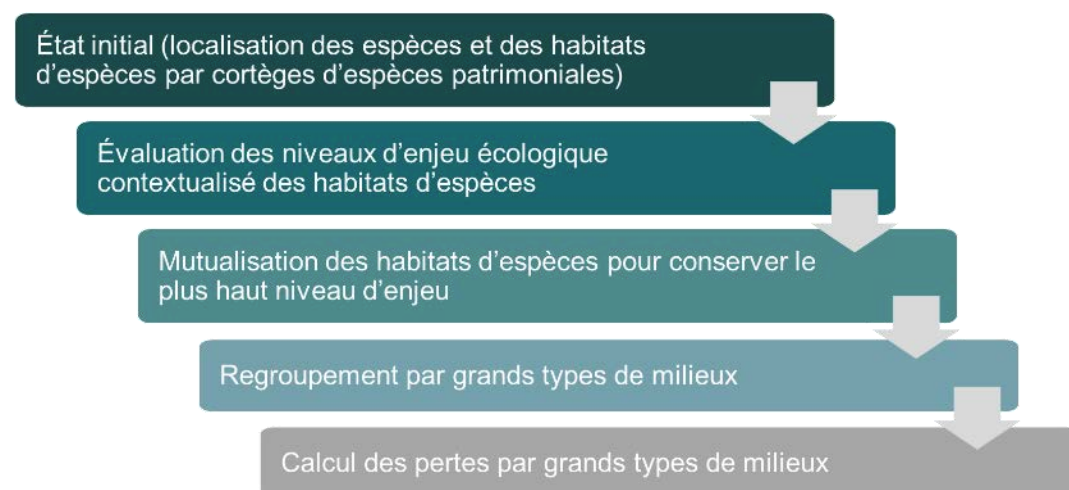 État initial (localisation des espèces et des habitats
d'espèces par cortèges d'espèces patrimoniales)
Évaluation des niveaux d'enjeu écologique
contextualisé des habitats d'espèces
Mutualisation des habitats d'espèces pour conserver le
plus haut niveau d'enjeu
Regroupement par grands types de milieux
Calcul des pertes par grands types de milieux